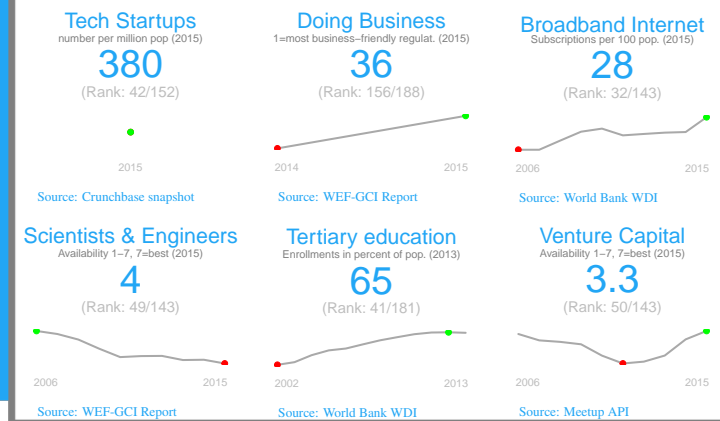 Tech Startups
number per million pop (2015)
380
(Rank: 42/152)
2015
Source: Crunchbase snapshot
Doing Business
1=most business−friendly regulat. (2015)
36
(Rank: 156/188)
2014 2015
Source: WEF-GCI Report
Broadband Internet
Subscriptions per 100 pop. (2015)
28
(Rank: 32/143)
2006 2015
Source: World Bank WDI
Scientists & Engineers
Availability 1−7, 7=best (2015)
4
(Rank: 49/143)
2006 2015
Source: WEF-GCI Report
Tertiary education
Enrollments in percent of pop. (2013)
65
(Rank: 41/181)
2002 2013
Source: World Bank WDI
Venture Capital
Availability 1−7, 7=best (2015)
3.3
(Rank: 50/143)
2006 2015
Source: Meetup API